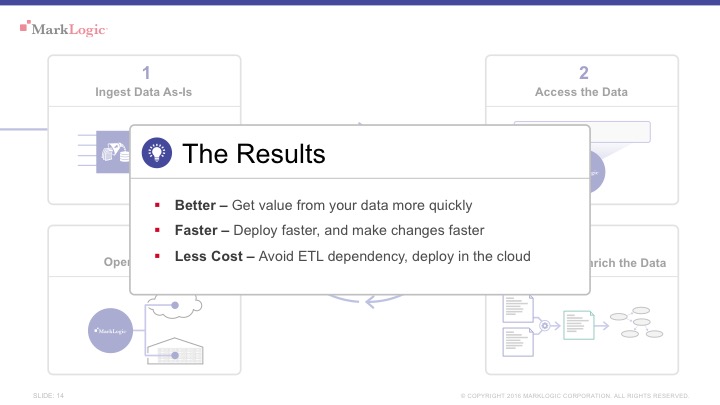 MarkLogic
1
Ingest Data As-Is
2
Access the Data
The Results
Better – Get value from your data more quickly
Faster – Deploy faster, and make changes faster
Less Cost – Avoid ETL dependency, deploy in the cloud
rich the Data
MarkLogic
SLIDE: 14
© COPYRIGHT 2016 MARKLOGIC CORPORATION. ALL RIGHTS RESERVED.